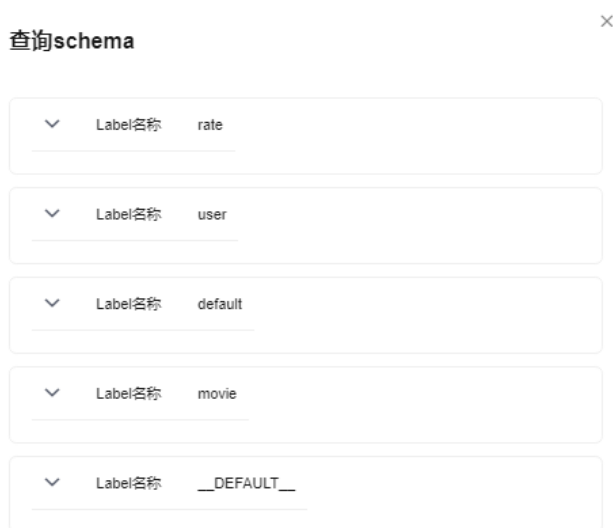 查询schema
Label名称 rate
Label名称 user
Label名称 default
Label名称 movie
Label名称 __DEFAULT__